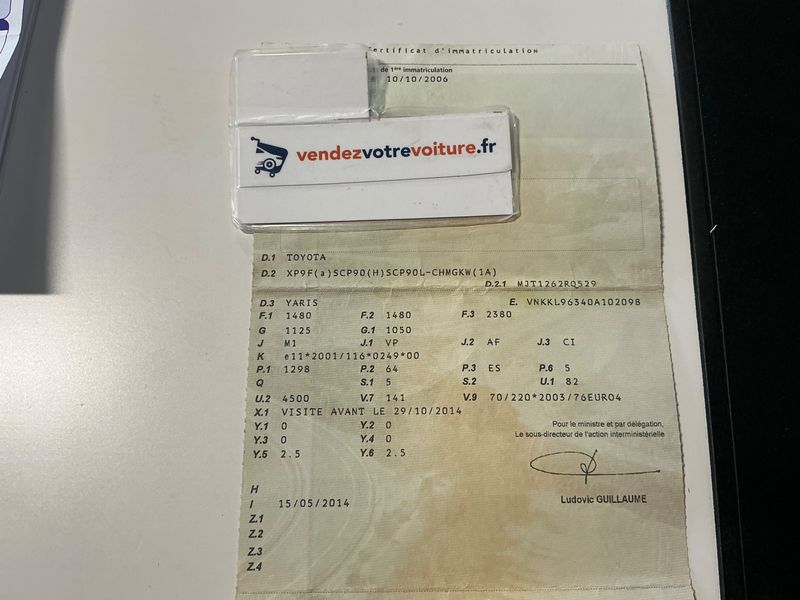 ertificat d'immatriculation
de 1ère immatriculation
10/10/2006
vendezvotrevoiture.fr
D.1 TOYOTA
D.2 XP9F(a)SCP90(H)SCP90L-CHMGKW(1A)
D.2.1 MJT1262RQ529
D.3 YARIS E. VNKKL96340A102098
F.1 1480 F.2 1480 F.3 2380
G 1125 G.1 1050
J M1 J.1 VP J.2 AF J.3 CI
K e11*2001/116*0249*00
P.1 1298 P.2 64 P.3 ES P.6 5
Q S.1 5 S.2 U.1 82
U.2 4500 V.7 141 V.9 70/220*2003/76EURO4
X.1 VISITE AVANT LE 29/10/2014
Y.1 0 Y.2 0
Y.3 0 Y.4 0
Y.5 2.5 Y.6 2.5
Pour le ministre et par délégation,
Le sous-directeur de l'action interministérielle
Ludovic GUILLAUME
H
I 15/05/2014
Z.1
Z.2
Z.3
Z.4